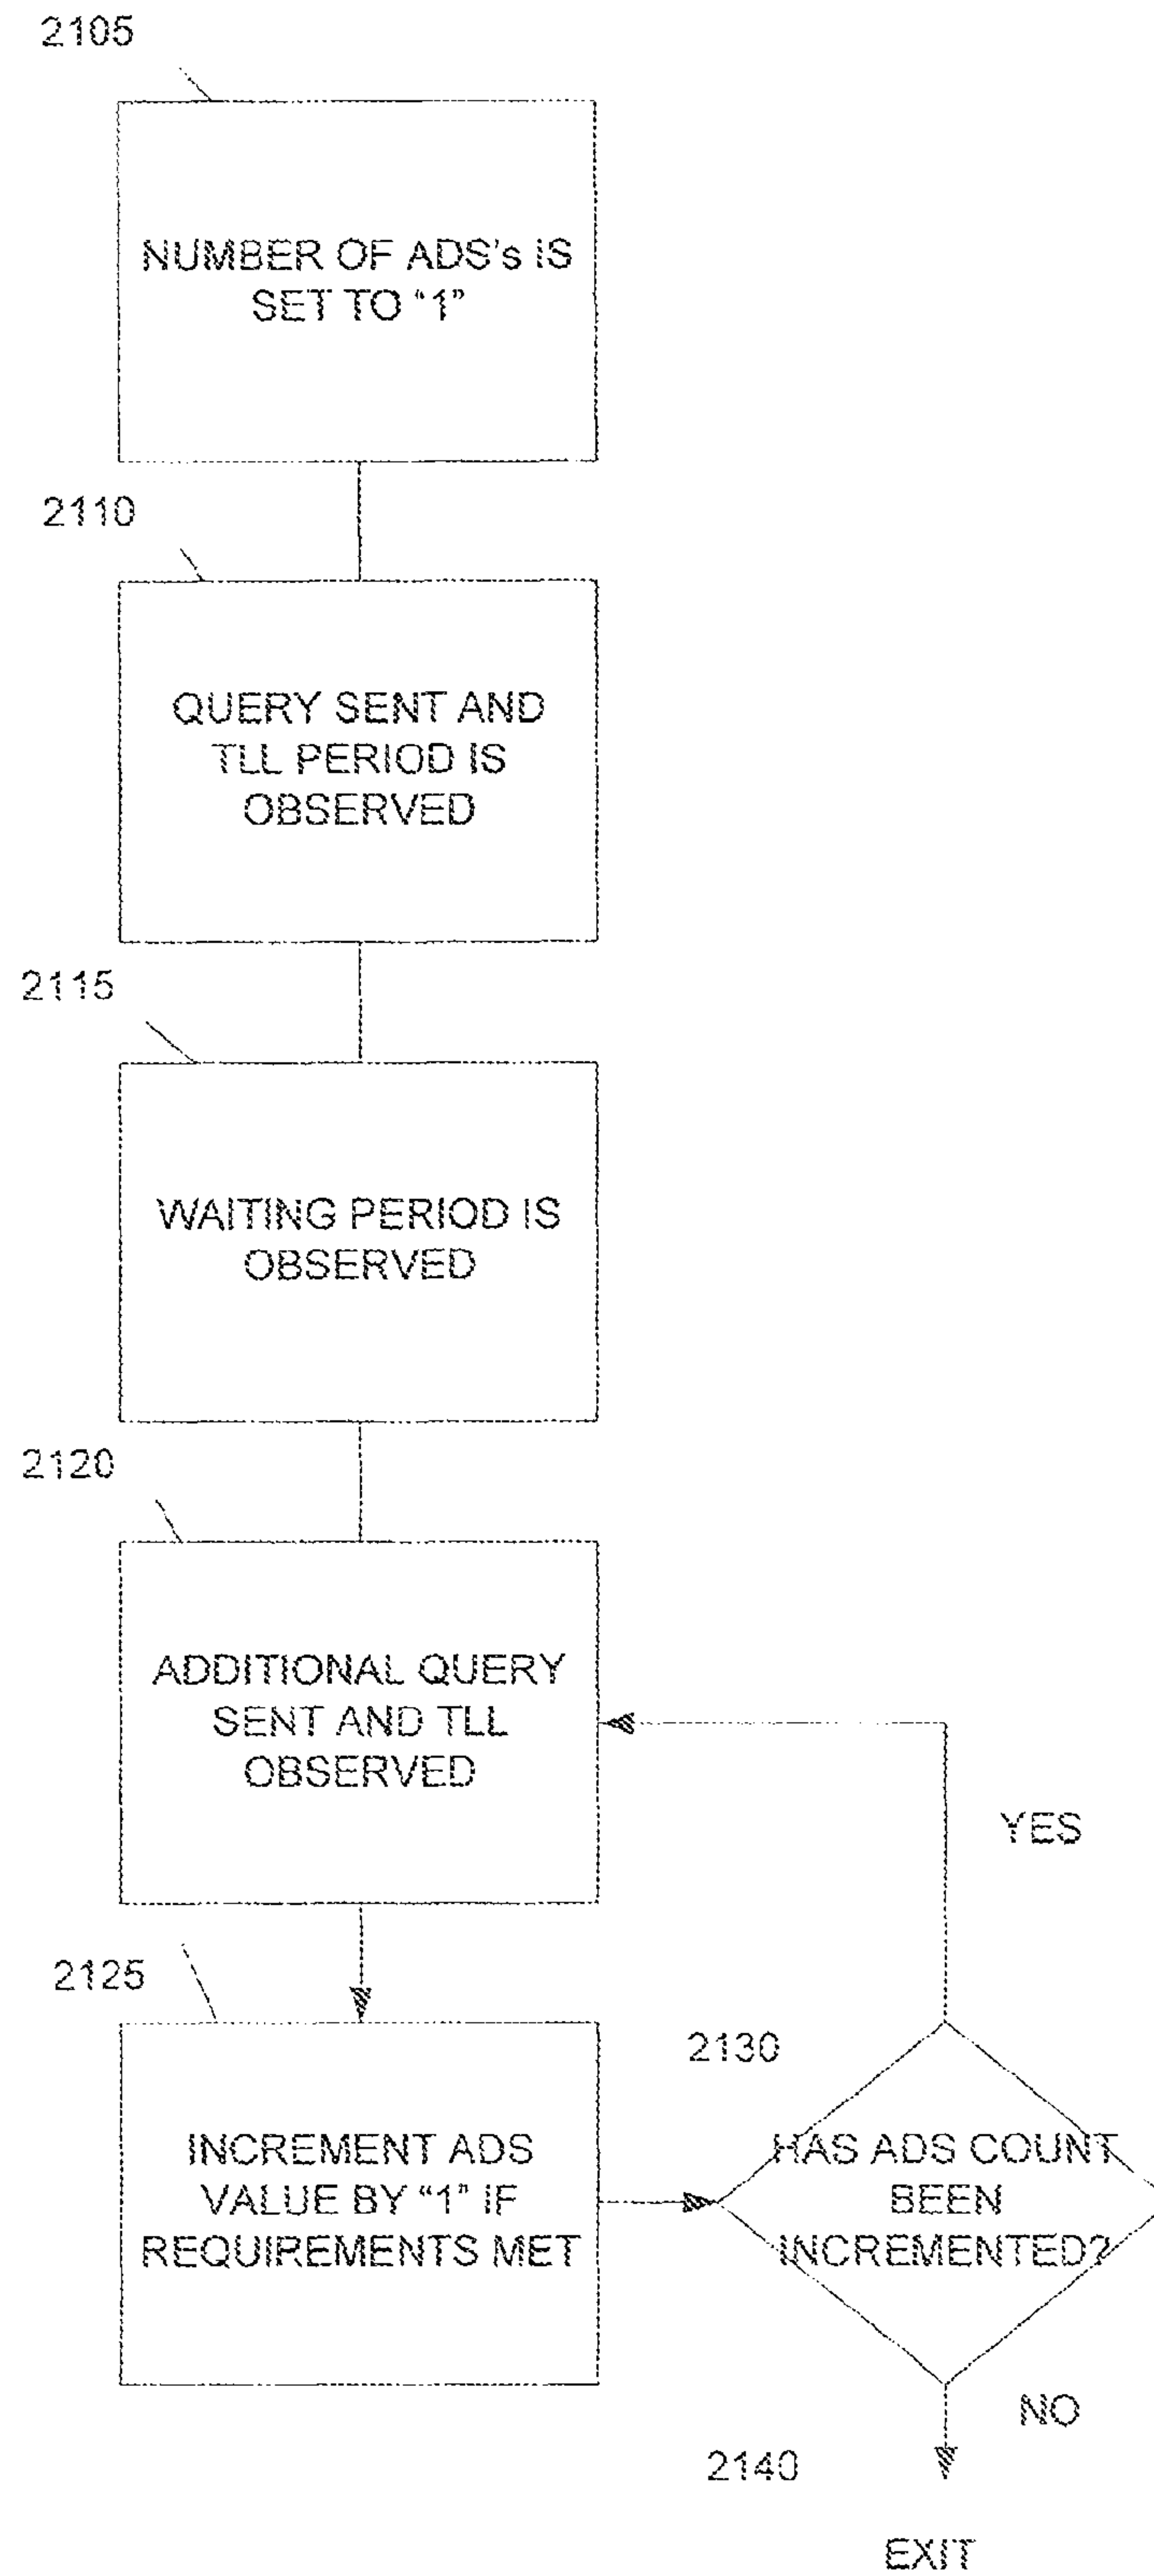 2105
NUMBER OF ADS's IS
SET TO "1"
2110
QUERY SENT AND
TLL PERIOD IS
OBSERVED
2115
WAITING PERIOD IS
OBSERVED
2120
ADDITIONAL QUERY
SENT AND TLL
OBSERVED
YES
2125
INCREMENT ADS
VALUE BY "1" IF
REQUIREMENTS MET
2130
HAS ADS COUNT
BEEN
INCREMENTED?
NO
2140
EXIT